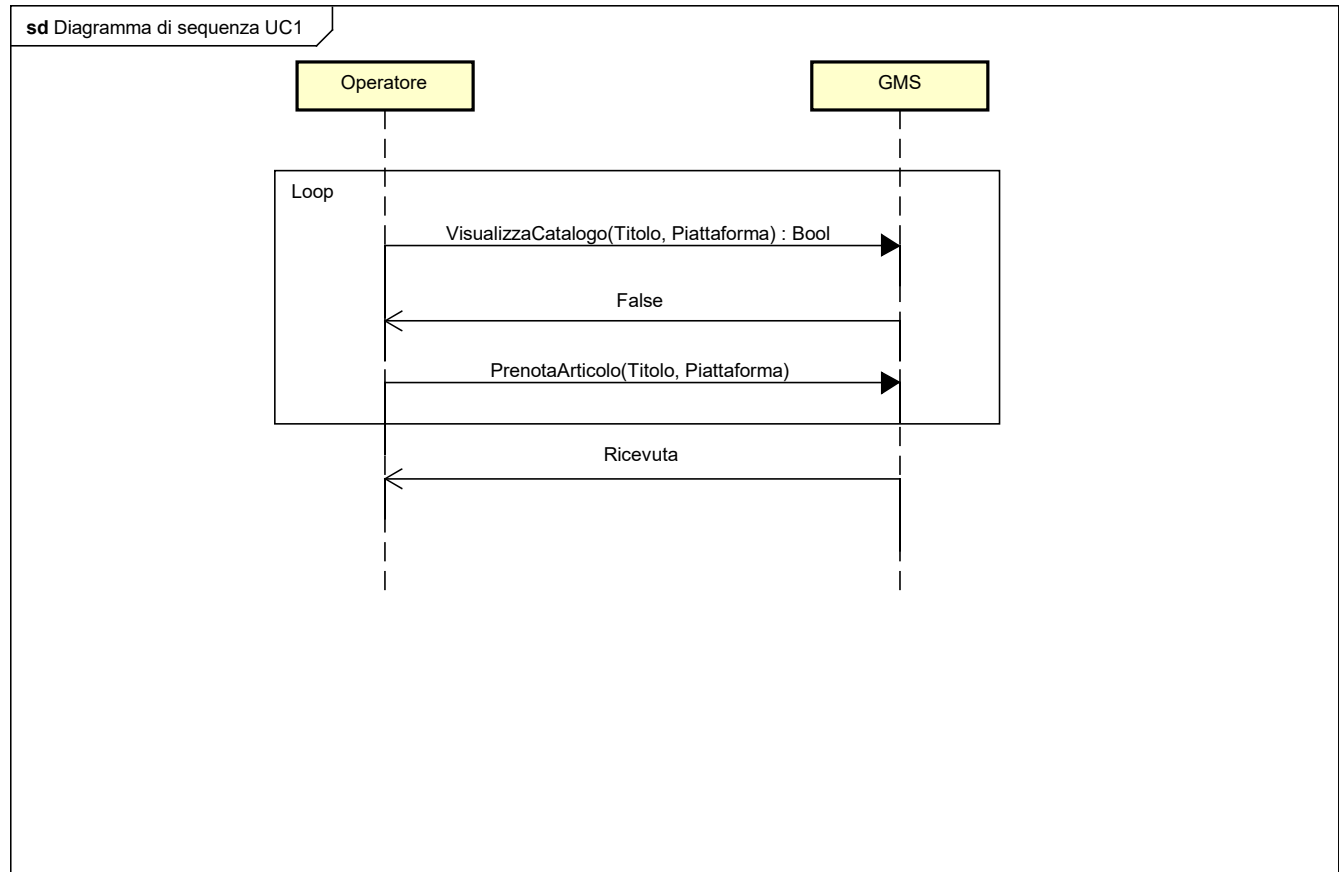 sd Diagramma di sequenza UC1
Operatore
GMS
Loop
VisualizzaCatalogo(Titolo, Piattaforma) : Bool
False
PrenotaArticolo(Titolo, Piattaforma)
Ricevuta